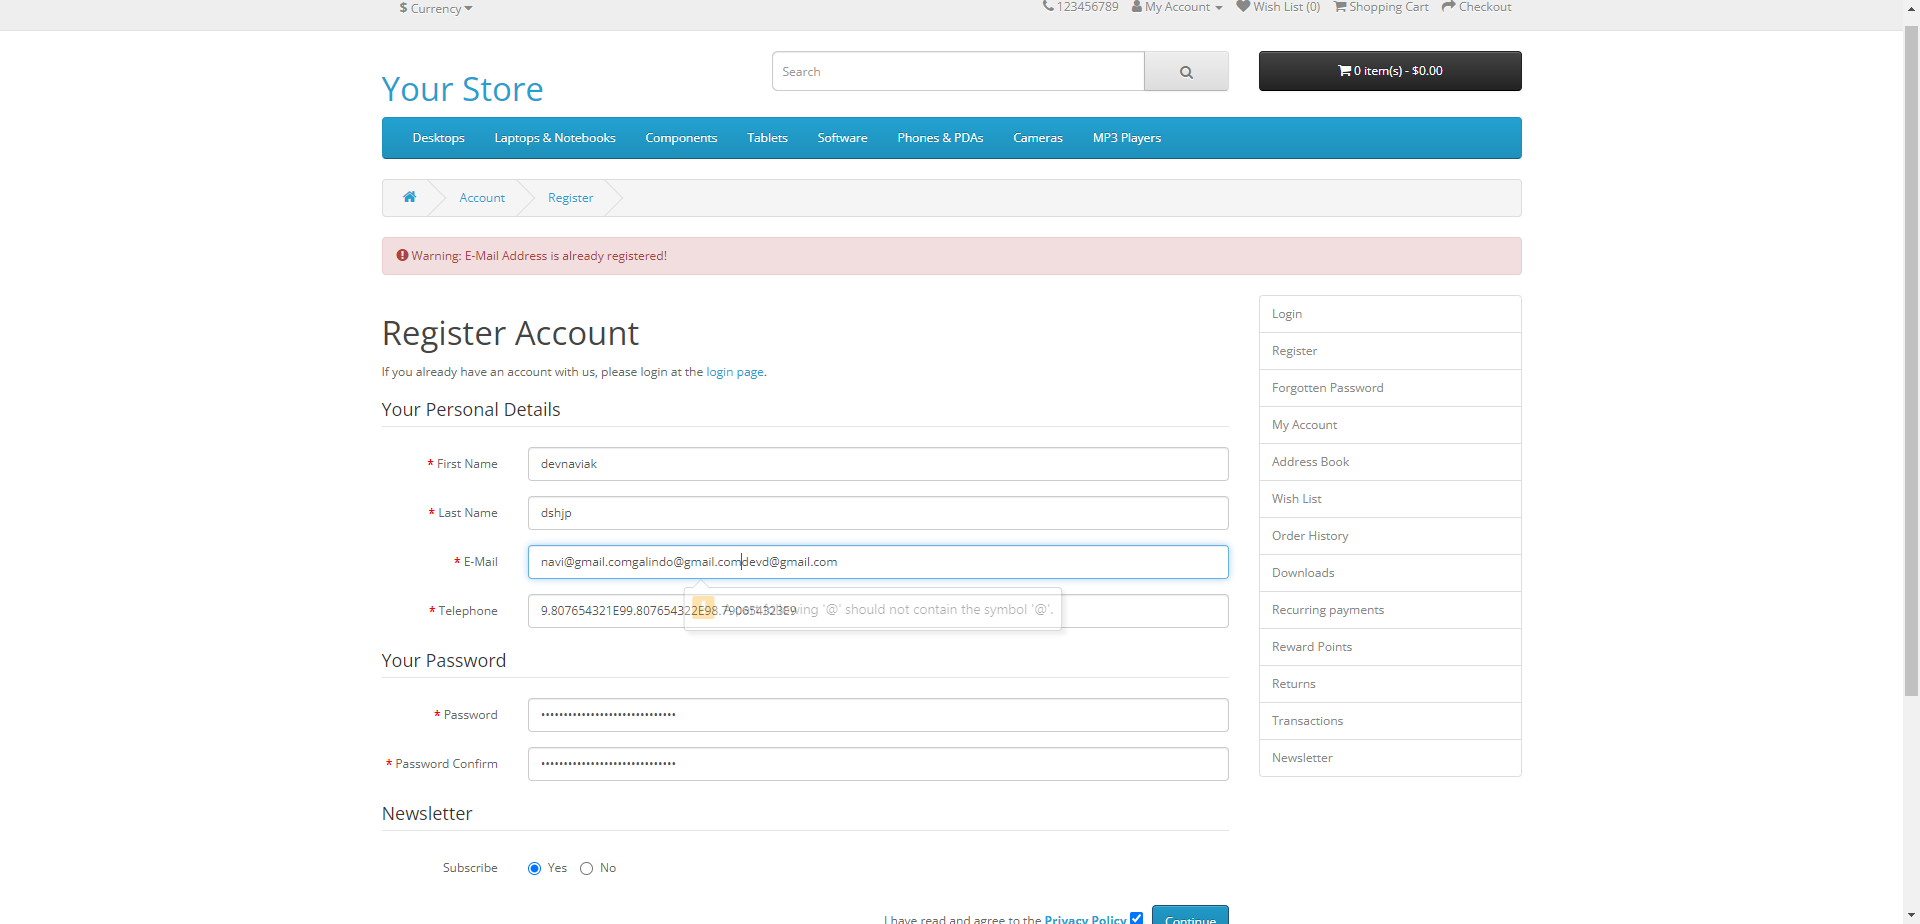 $ Currency
123456789 My Account Wish List (0) Shopping Cart Checkout
Your Store
Search
0 item(s) - $0.00
Desktops Laptops & Notebooks Components Tablets Software Phones & PDAs Cameras MP3 Players
Account Register
Warning: E-Mail Address is already registered!
Register Account
If you already have an account with us, please login at the login page.
Your Personal Details
* First Name devnaviak
* Last Name dshjp
* E-Mail navi@gmail.comgalindo@gmail.comdevd@gmail.com
* Telephone 9.807654321E99.807654322E98.790654323E9
following '@' should not contain the symbol '@'.
Your Password
* Password ••••••••••••••••••••••••••••••
* Password Confirm ••••••••••••••••••••••••••••••
Newsletter
Subscribe Yes No
I have read and agree to the Privacy Policy Continue
Login
Register
Forgotten Password
My Account
Address Book
Wish List
Order History
Downloads
Recurring payments
Reward Points
Returns
Transactions
Newsletter